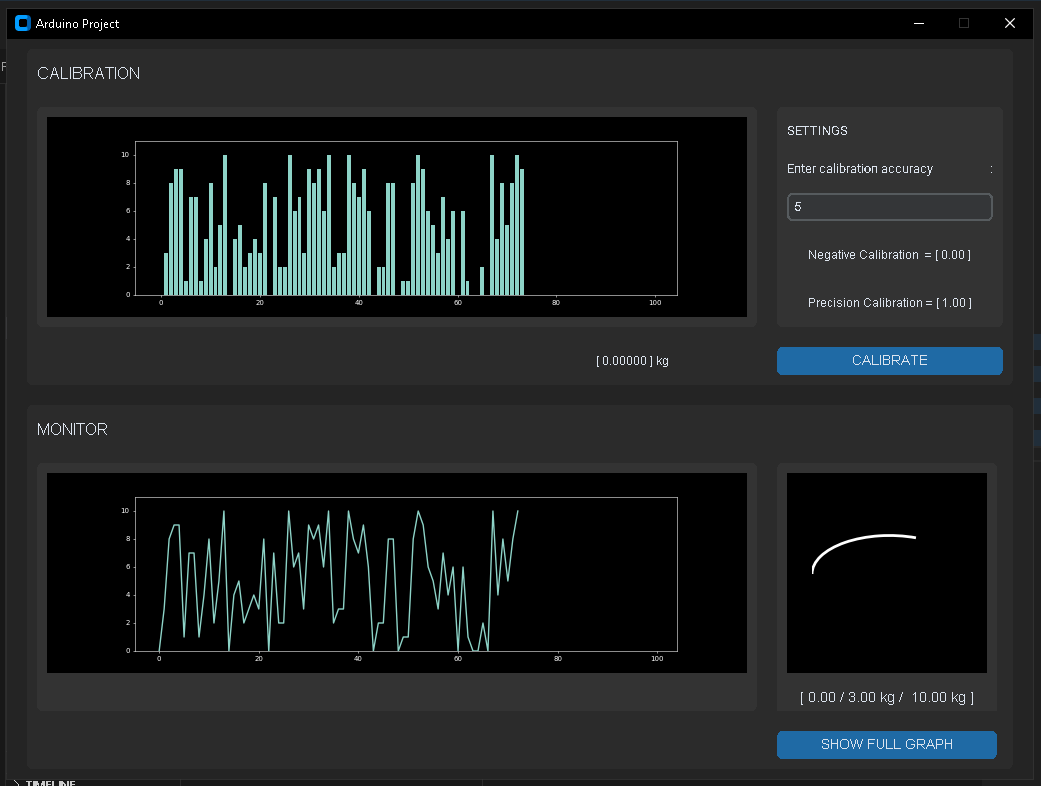 Arduino Project
F
CALIBRATION
SETTINGS
Enter calibration accuracy :
5
Negative Calibration = [ 0.00 ]
Precision Calibration = [ 1.00 ]
10
8
6
4
2
0
0 20 40 60 80 100
[ 0.00000 ] kg
CALIBRATE
MONITOR
10
8
6
4
2
0
0 20 40 60 80 100
[ 0.00 / 3.00 kg / 10.00 kg ]
SHOW FULL GRAPH
TIMELINE